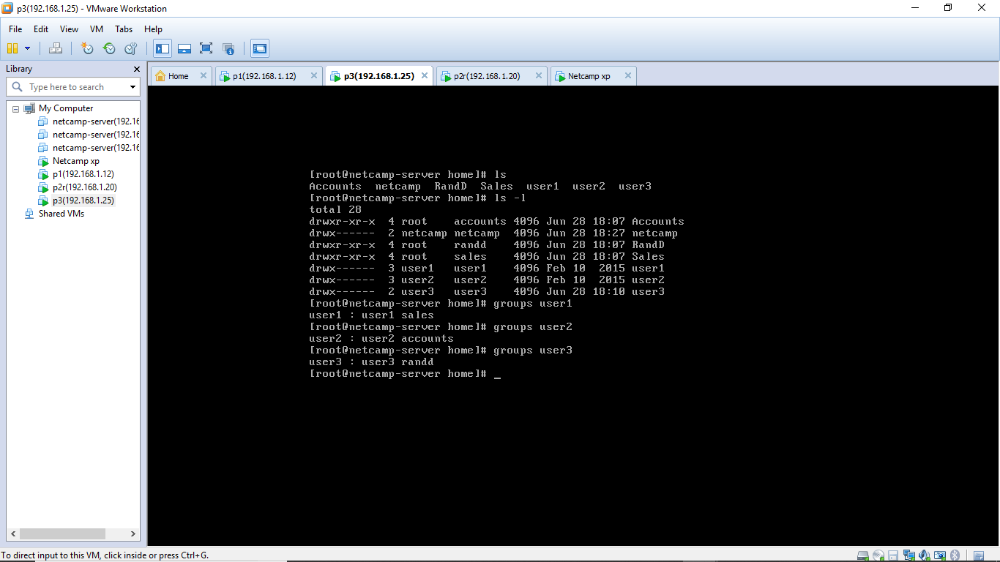 p3(192.168.1.25) - VMware Workstation
File Edit View VM Tabs Help
Library
Type here to search
My Computer
netcamp-server(192.16
netcamp-server(192.16
netcamp-server(192.16
Netcamp xp
p1(192.168.1.12)
p2r(192.168.1.20)
p3(192.168.1.25)
Shared VMs
Home p1(192.168.1.12) p3(192.168.1.25) p2r(192.168.1.20) Netcamp xp
[root@netcamp-server home]# ls
Accounts netcamp RandD Sales user1 user2 user3
[root@netcamp-server home]# ls -l
total 28
drwxr-xr-x 4 root accounts 4096 Jun 28 18:07 Accounts
drwx------ 2 netcamp netcamp 4096 Jun 28 18:27 netcamp
drwxr-xr-x 4 root randd 4096 Jun 28 18:07 RandD
drwxr-xr-x 4 root sales 4096 Jun 28 18:07 Sales
drwx------ 3 user1 user1 4096 Feb 10 2015 user1
drwx------ 3 user2 user2 4096 Feb 10 2015 user2
drwx------ 2 user3 user3 4096 Jun 28 18:10 user3
[root@netcamp-server home]# groups user1
user1 : user1 sales
[root@netcamp-server home]# groups user2
user2 : user2 accounts
[root@netcamp-server home]# groups user3
user3 : user3 randd
[root@netcamp-server home]# _
To direct input to this VM, click inside or press Ctrl+G.